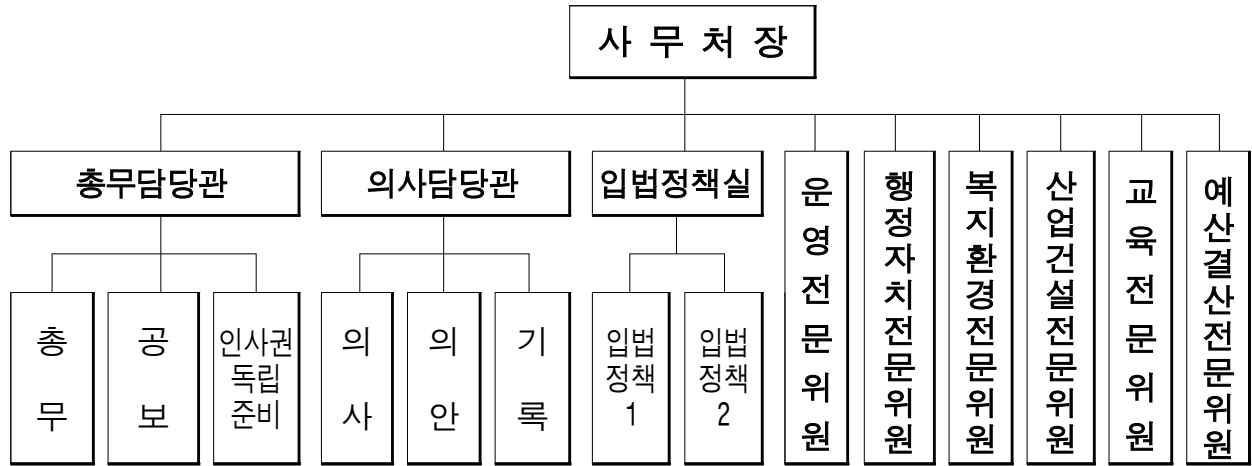 사 무 처 장
총무담당관
의사담당관
입법정책실
운영전문위원
행정자치전문위원
복지환경전문위원
산업건설전문위원
교육전문위원
예산결산전문위원
총무
공보
인사권
독립
준비
의사
의안
기록
입법
정책
1
입법
정책
2